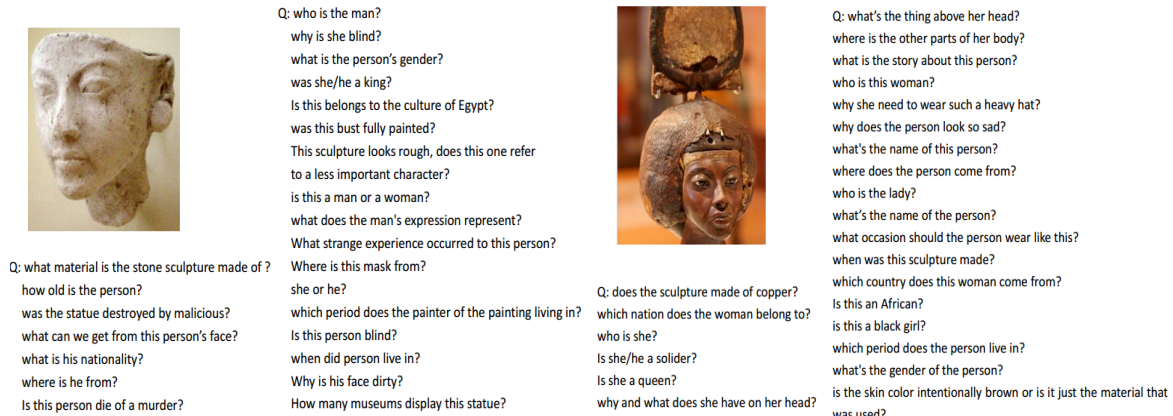 Q: what material is the stone sculpture made of ?
how old is the person?
was the statue destroyed by malicious?
what can we get from this person's face?
what is his nationality?
where is he from?
Is this person die of a murder?
Q: who is the man?
why is she blind?
what is the person's gender?
was she/he a king?
Is this belongs to the culture of Egypt?
was this bust fully painted?
This sculpture looks rough, does this one refer
to a less important character?
is this a man or a woman?
what does the man's expression represent?
What strange experience occurred to this person?
Where is this mask from?
she or he?
which period does the painter of the painting living in?
Is this person blind?
when did person live in?
Why is his face dirty?
How many museums display this statue?
Q: does the sculpture made of copper?
which nation does the woman belong to?
who is she?
Is she/he a solider?
Is she a queen?
why and what does she have on her head?
Q: what's the thing above her head?
where is the other parts of her body?
what is the story about this person?
who is this woman?
why she need to wear such a heavy hat?
why does the person look so sad?
what's the name of this person?
where does the person come from?
who is the lady?
what's the name of the person?
what occasion should the person wear like this?
when was this sculpture made?
which country does this woman come from?
Is this an African?
is this a black girl?
which period does the person live in?
what's the gender of the person?
is the skin color intentionally brown or is it just the material that
was used?